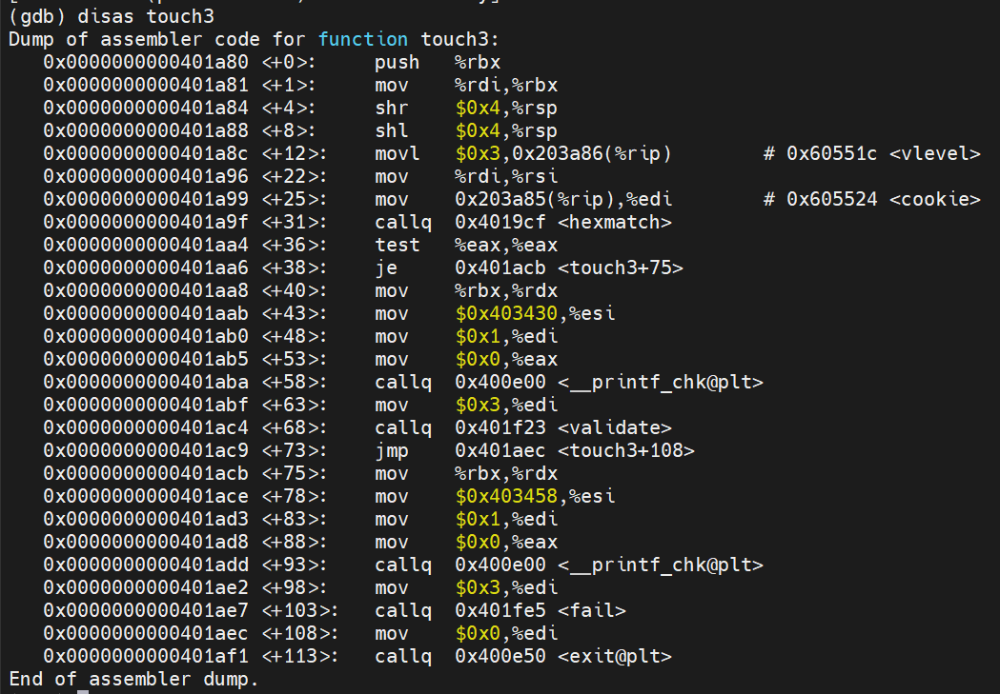 (gdb) disas touch3
Dump of assembler code for function touch3:
   0x0000000000401a80 <+0>:     push   %rbx
   0x0000000000401a81 <+1>:     mov    %rdi,%rbx
   0x0000000000401a84 <+4>:     shr    $0x4,%rsp
   0x0000000000401a88 <+8>:     shl    $0x4,%rsp
   0x0000000000401a8c <+12>:    movl   $0x3,0x203a86(%rip)        # 0x60551c <vlevel>
   0x0000000000401a96 <+22>:    mov    %rdi,%rsi
   0x0000000000401a99 <+25>:    mov    0x203a85(%rip),%edi        # 0x605524 <cookie>
   0x0000000000401a9f <+31>:    callq  0x4019cf <hexmatch>
   0x0000000000401aa4 <+36>:    test   %eax,%eax
   0x0000000000401aa6 <+38>:    je     0x401acb <touch3+75>
   0x0000000000401aa8 <+40>:    mov    %rbx,%rdx
   0x0000000000401aab <+43>:    mov    $0x403430,%esi
   0x0000000000401ab0 <+48>:    mov    $0x1,%edi
   0x0000000000401ab5 <+53>:    mov    $0x0,%eax
   0x0000000000401aba <+58>:    callq  0x400e00 <__printf_chk@plt>
   0x0000000000401abf <+63>:    mov    $0x3,%edi
   0x0000000000401ac4 <+68>:    callq  0x401f23 <validate>
   0x0000000000401ac9 <+73>:    jmp    0x401aec <touch3+108>
   0x0000000000401acb <+75>:    mov    %rbx,%rdx
   0x0000000000401ace <+78>:    mov    $0x403458,%esi
   0x0000000000401ad3 <+83>:    mov    $0x1,%edi
   0x0000000000401ad8 <+88>:    mov    $0x0,%eax
   0x0000000000401add <+93>:    callq  0x400e00 <__printf_chk@plt>
   0x0000000000401ae2 <+98>:    mov    $0x3,%edi
   0x0000000000401ae7 <+103>:   callq  0x401fe5 <fail>
   0x0000000000401aec <+108>:   mov    $0x0,%edi
   0x0000000000401af1 <+113>:   callq  0x400e50 <exit@plt>
End of assembler dump.